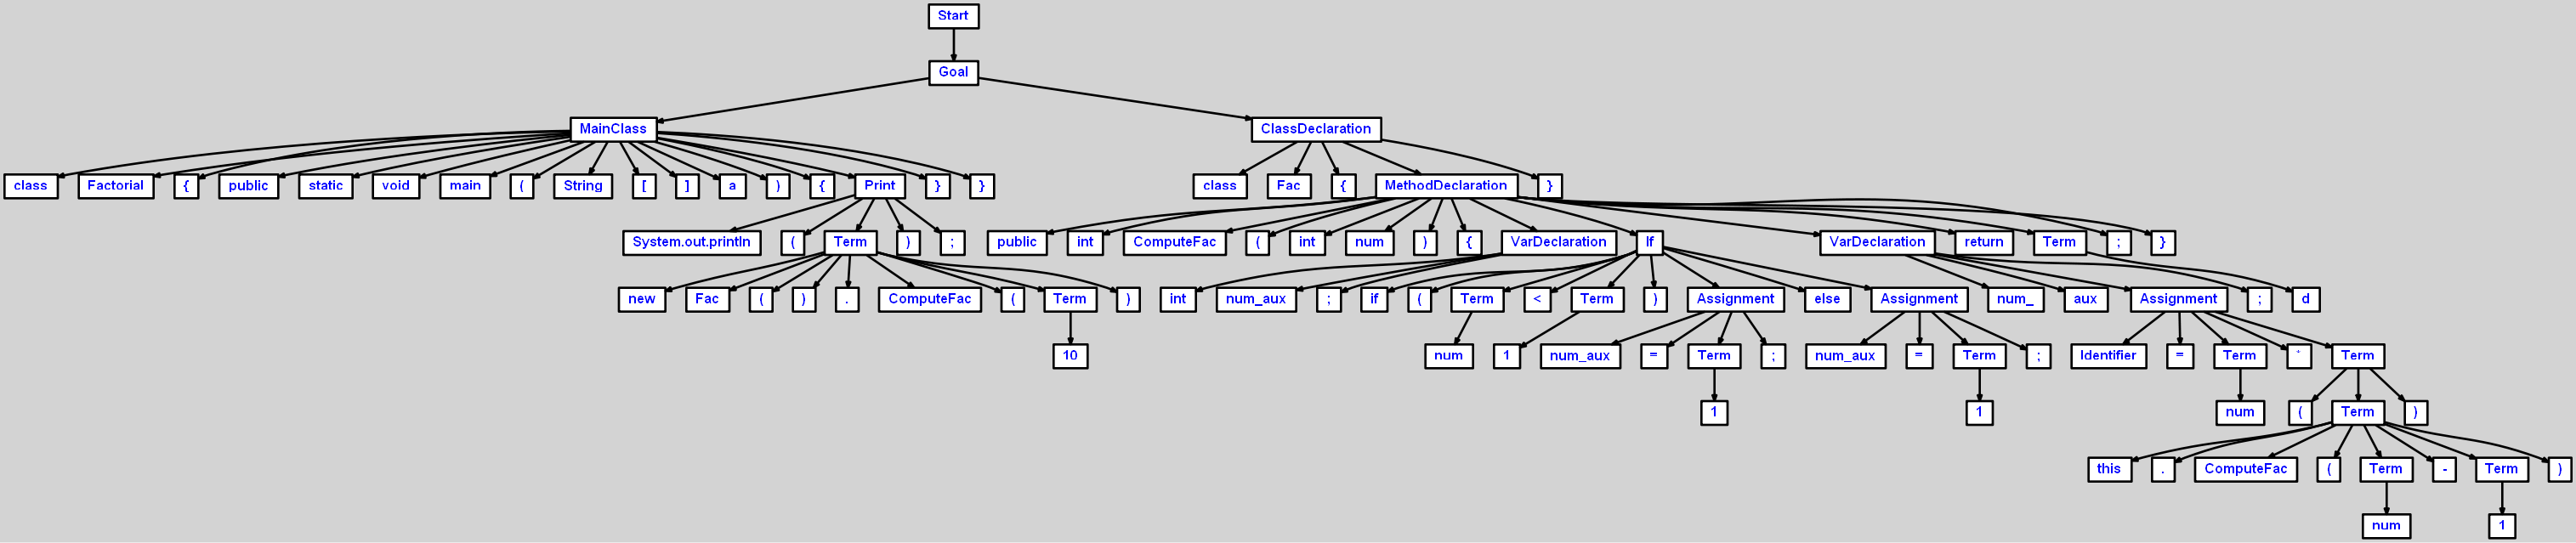 Start
Goal
MainClass ClassDeclaration
class Factorial { public static void main ( String [ ] a ) { Print } } class Fac { MethodDeclaration }
System.out.println ( Term ) ; public int ComputeFac ( int num ) { VarDeclaration If VarDeclaration return Term ; }
new Fac ( ) . ComputeFac ( Term ) int num_aux ; if ( Term < Term ) Assignment else Assignment num_ aux Assignment ; d
10 num 1 num_aux = Term ; num_aux = Term ; Identifier = Term * Term
1 1 num ( Term )
this . ComputeFac ( Term - Term )
num 1